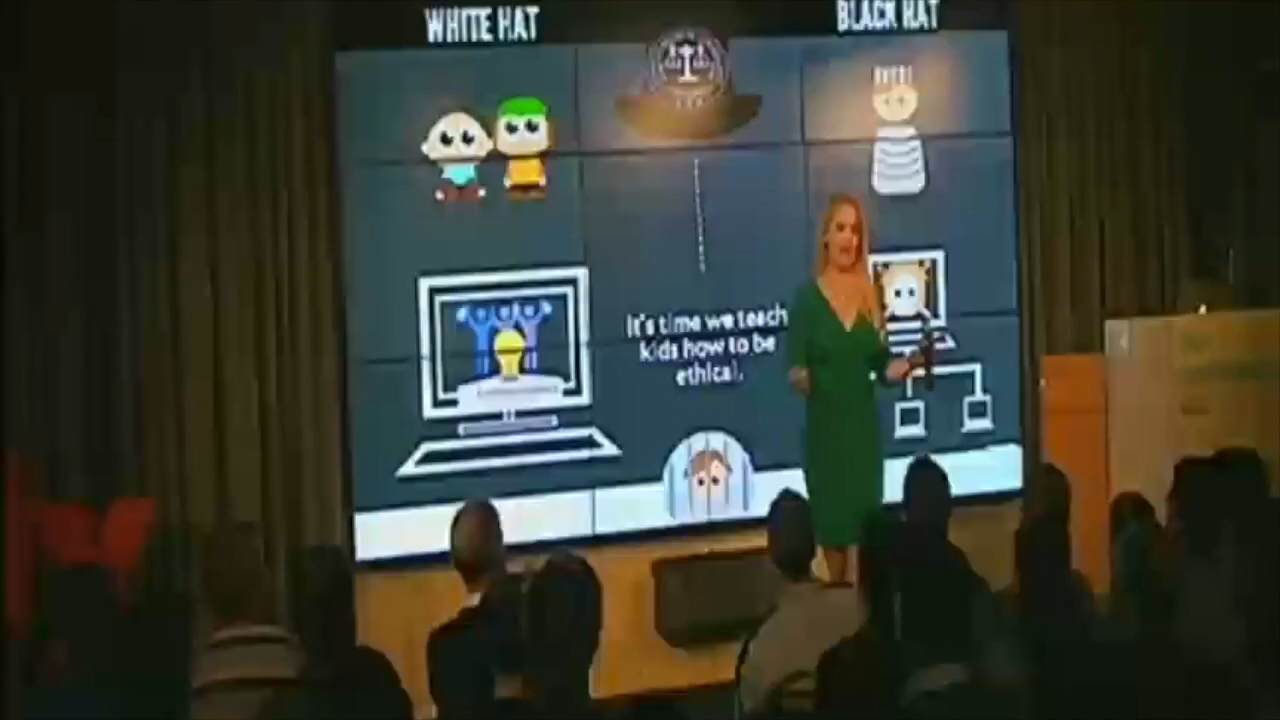 WHITE HAT
BLACK HAT
It's time we teach
kids how to be
ethical.